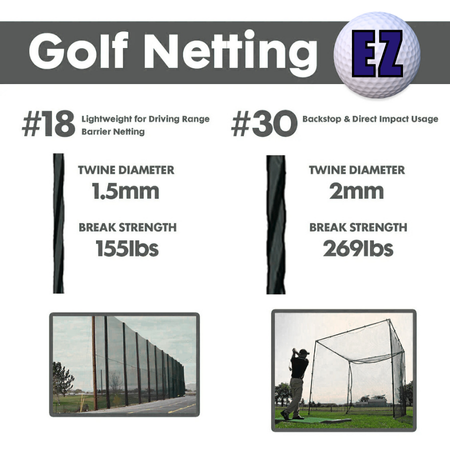 Golf Netting EZ
#18 Lightweight for Driving Range
Barrier Netting
#30 Backstop & Direct Impact Usage
TWINE DIAMETER
1.5mm
BREAK STRENGTH
155lbs
TWINE DIAMETER
2mm
BREAK STRENGTH
269lbs